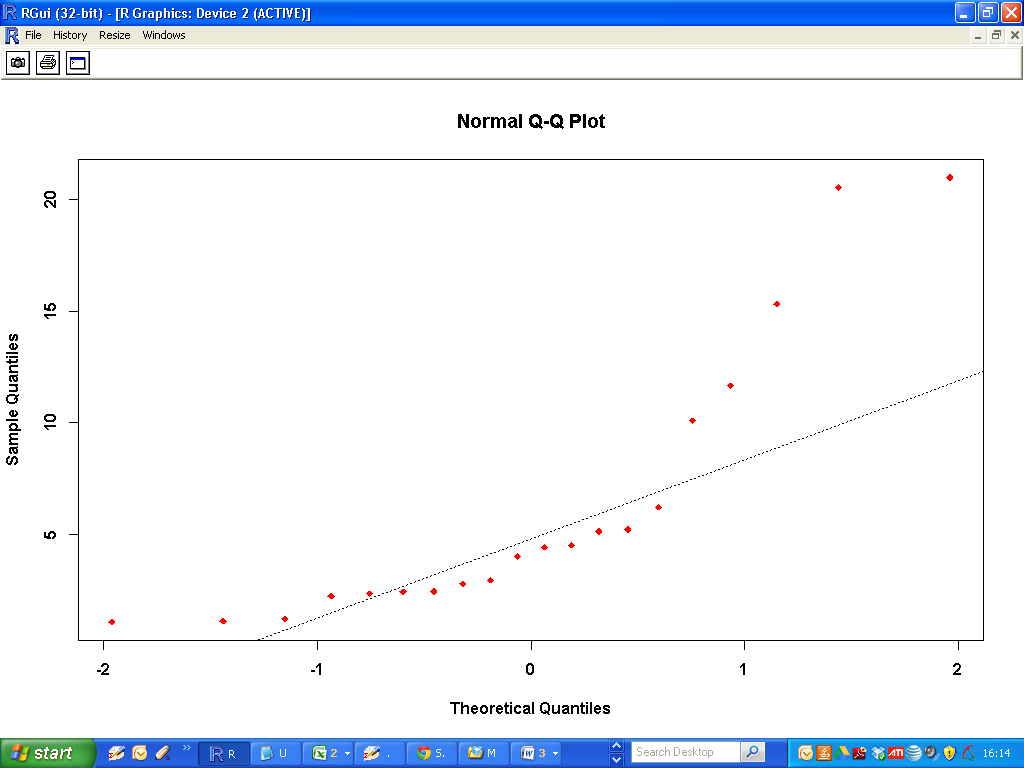 RGui (32-bit) - [R Graphics: Device 2 (ACTIVE)]
File History Resize Windows
Normal Q-Q Plot
Sample Quantiles
20
15
10
5
-2 -1 0 1 2
Theoretical Quantiles
start R U 2 . S. M 3 Search Desktop ATI 16:14